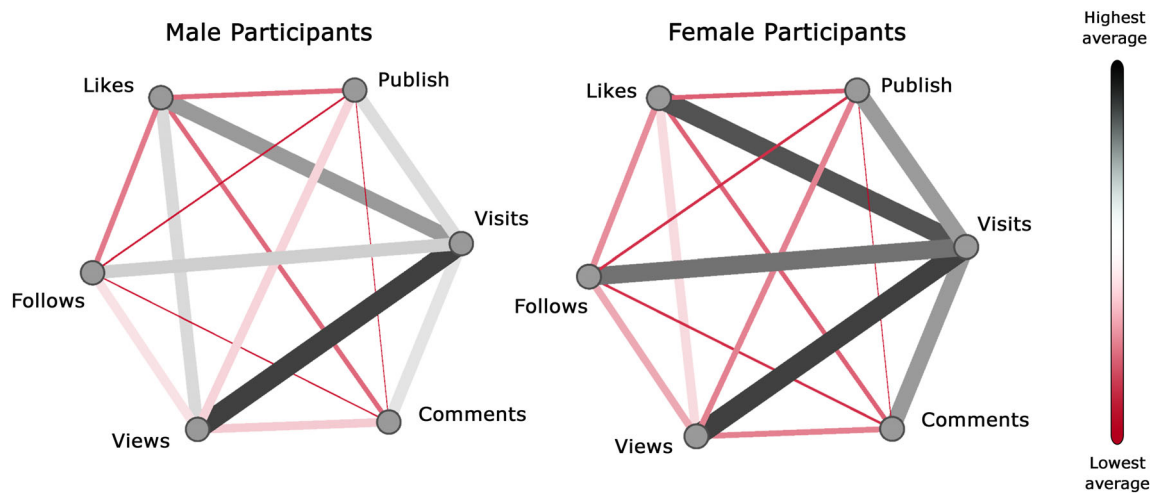 Male Participants
Likes
Publish
Visits
Follows
Views
Comments
Female Participants
Likes
Publish
Visits
Follows
Views
Comments
Highest
average
Lowest
average